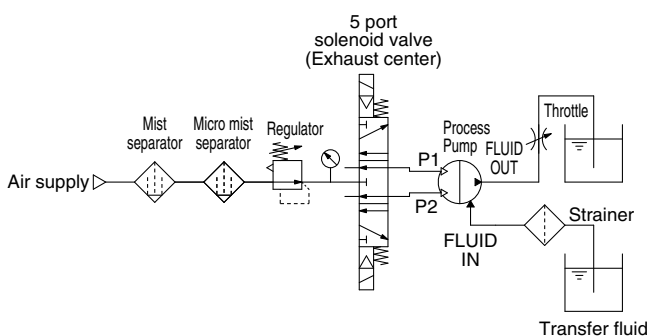 5 port
solenoid valve
(Exhaust center)
Mist
separator
Micro mist
separator
Regulator
Process
Pump
Throttle
Air supply
P1
P2
FLUID
OUT
FLUID
IN
Strainer
Transfer fluid